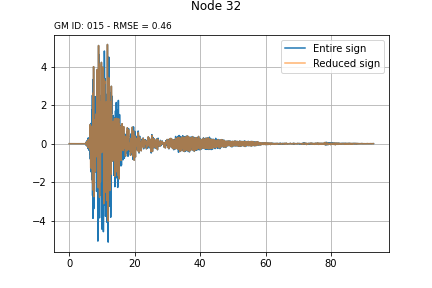 Node 32
GM ID: 015 - RMSE = 0.46
Entire sign
Reduced sign
4
2
0
−2
−4
0 20 40 60 80